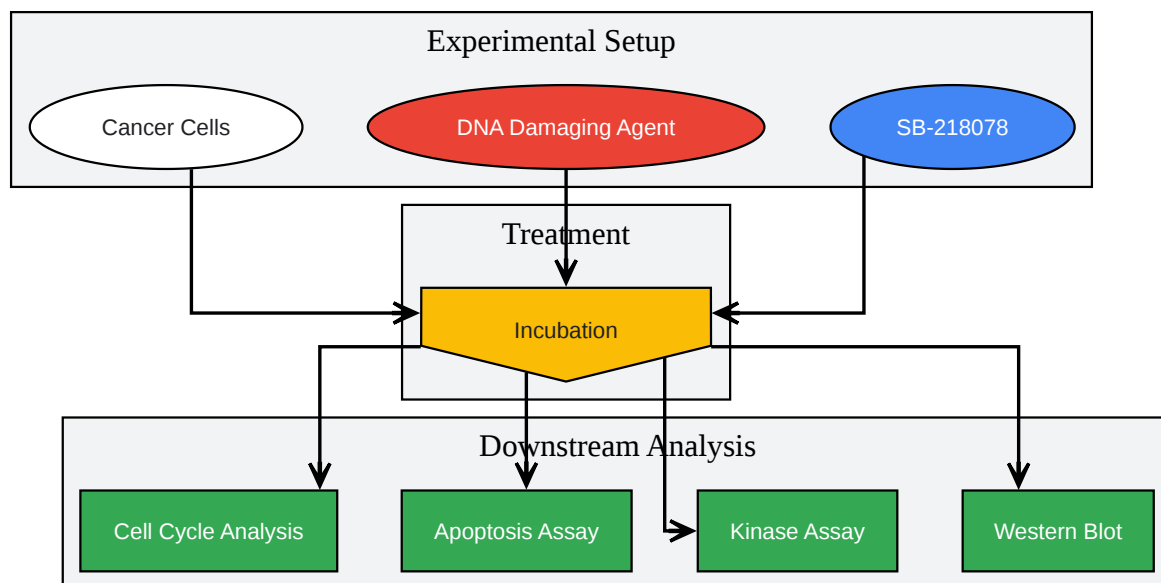 Experimental Setup
Cancer Cells
DNA Damaging Agent
SB-218078
Treatment
Incubation
Downstream Analysis
Cell Cycle Analysis
Apoptosis Assay
Kinase Assay
Western Blot